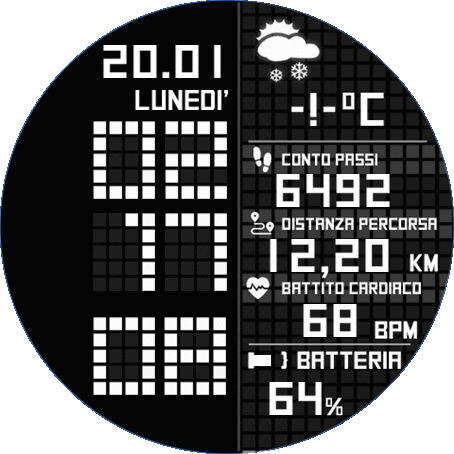 20.01
LUNEDI'
02
17
08
-!-°C
CONTO PASSI
6492
DISTANZA PERCORSA
12,20 KM
BATTITO CARDIACO
68 BPM
} BATTERIA
64%